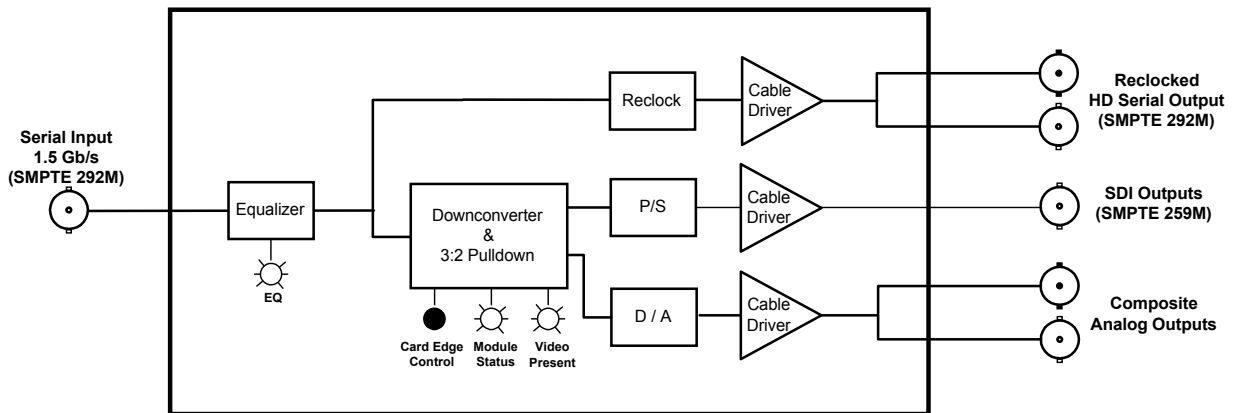 Serial Input
1.5 Gb/s
(SMPTE 292M)
Equalizer
EQ
Reclock
Cable
Driver
Reclocked
HD Serial Output
(SMPTE 292M)
Downconverter
&
3:2 Pulldown
P/S
Cable
Driver
SDI Outputs
(SMPTE 259M)
Card Edge
Control
Module
Status
Video
Present
D / A
Cable
Driver
Composite
Analog Outputs